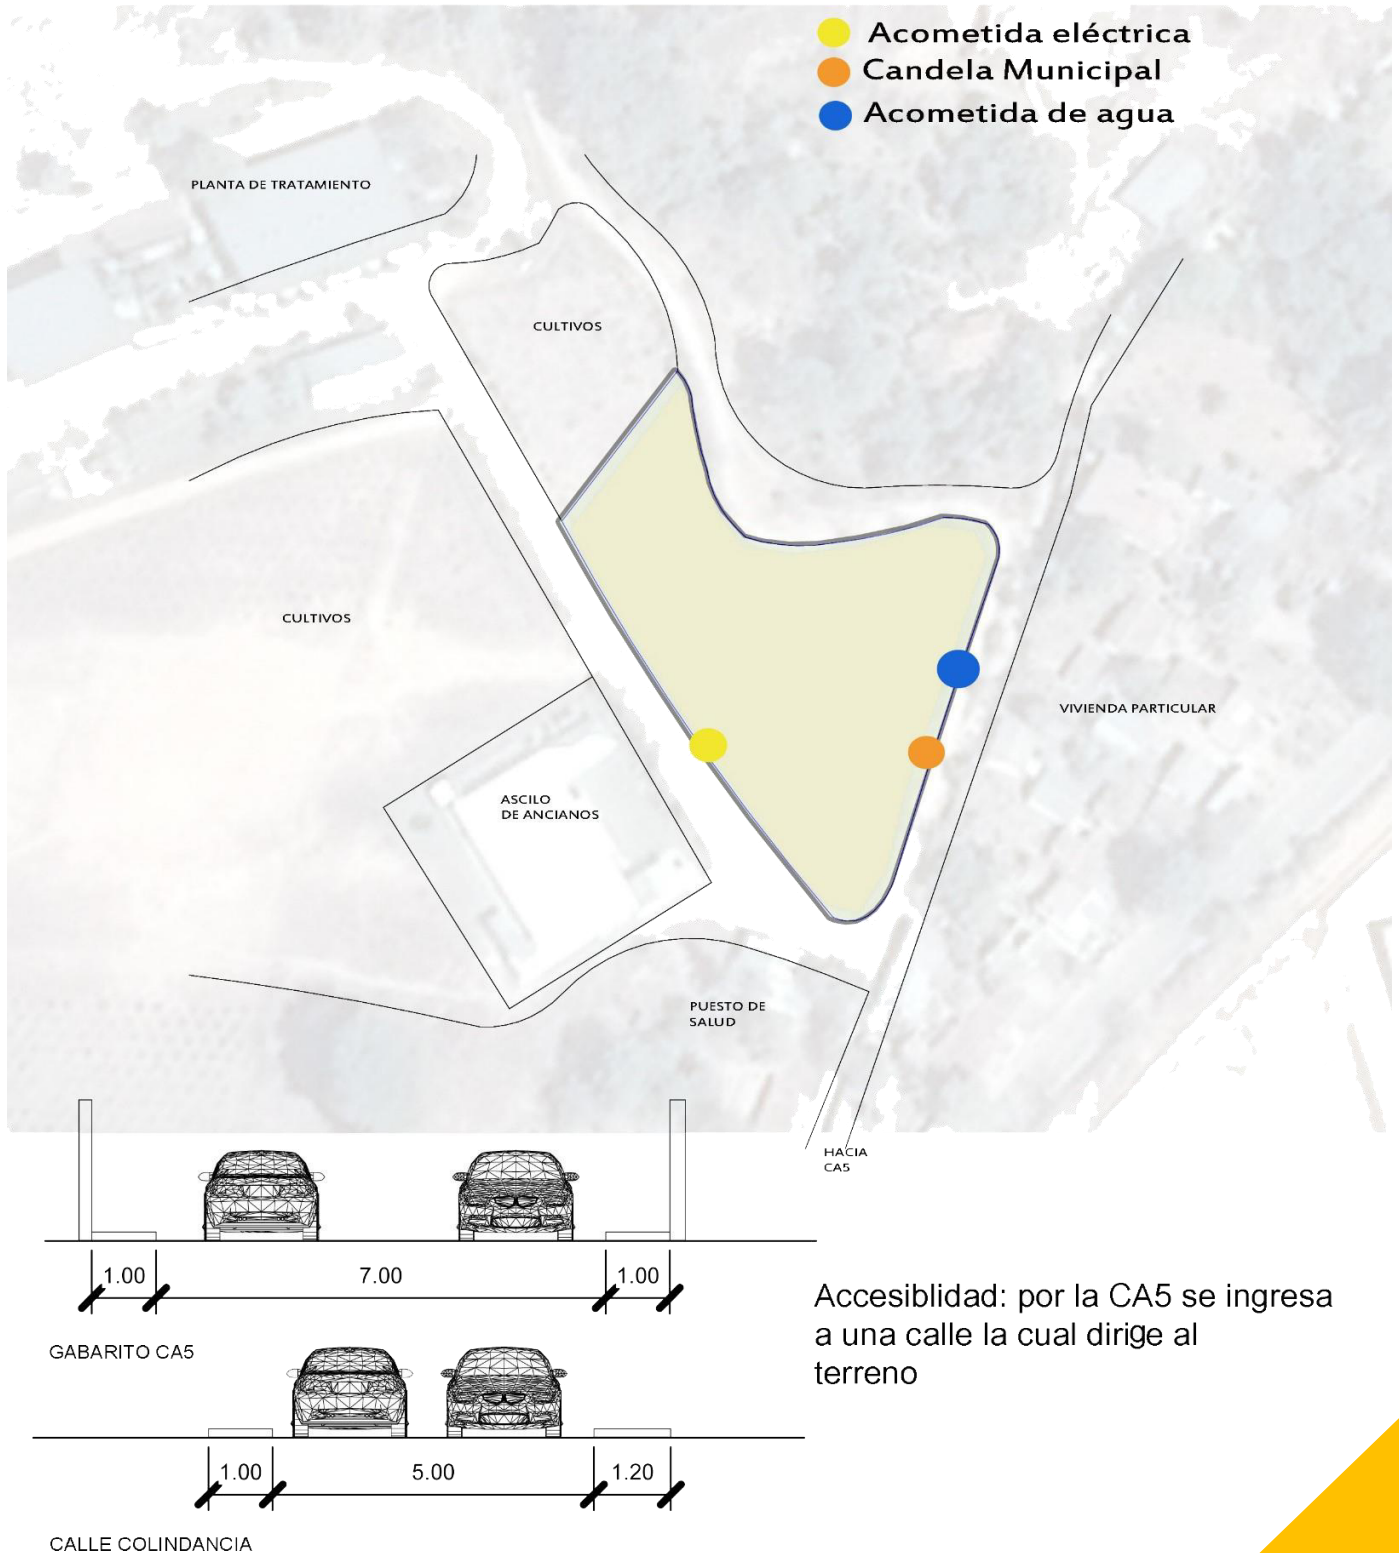 Acometida eléctrica
Candela Municipal
Acometida de agua
PLANTA DE TRATAMIENTO
CULTIVOS
CULTIVOS
VIVIENDA PARTICULAR
ASCILO
DE ANCIANOS
PUESTO DE
SALUD
HACIA
CA5
1.00
7.00
1.00
GABARITO CA5
Accesiblidad: por la CA5 se ingresa
a una calle la cual dirige al
terreno
1.00
5.00
1.20
CALLE COLINDANCIA